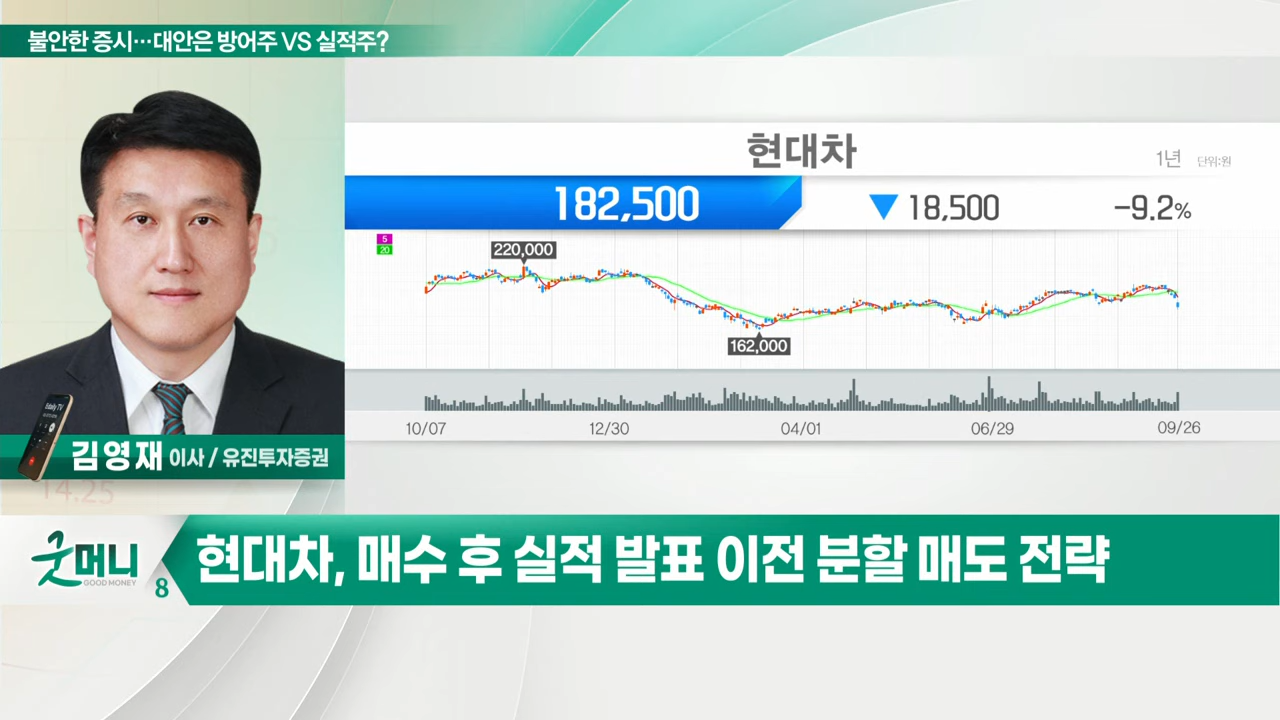 불안한 증시…대안은 방어주 VS 실적주?
현대차
1년 단위:원
182,500 ▼ 18,500 -9.2%
5
20
220,000
162,000
10/07 12/30 04/01 06/29 09/26
Edaily TV
김영재 이사 / 유진투자증권
14.25
굿머니
GOOD MONEY
8
현대차, 매수 후 실적 발표 이전 분할 매도 전략